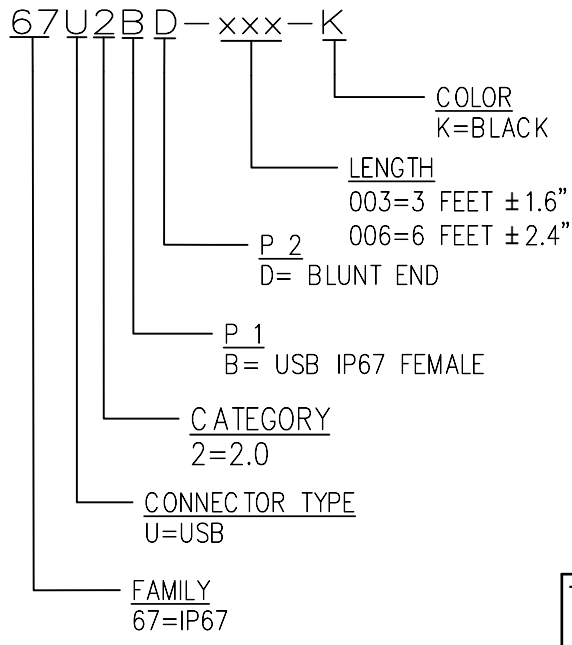 67U2BD-xxx-K
COLOR
K=BLACK
LENGTH
003=3 FEET ±1.6"
006=6 FEET ±2.4"
P 2
D= BLUNT END
P 1
B= USB IP67 FEMALE
CATEGORY
2=2.0
CONNECTOR TYPE
U=USB
FAMILY
67=IP67